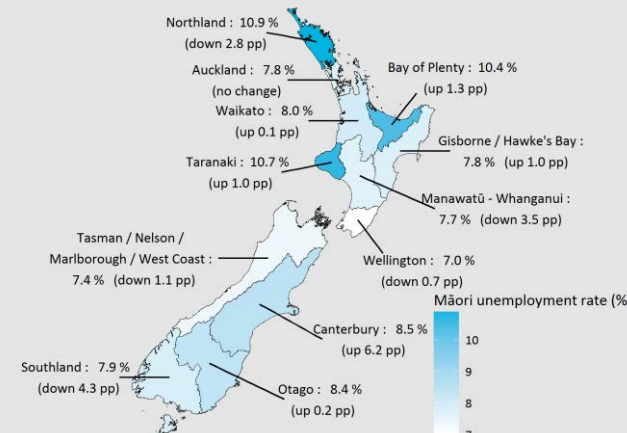 Northland : 10.9 %
(down 2.8 pp)
Auckland : 7.8 %
(no change)
Bay of Plenty : 10.4 %
(up 1.3 pp)
Waikato : 8.0 %
(up 0.1 pp)
Gisborne / Hawke's Bay :
7.8 % (up 1.0 pp)
Taranaki : 10.7 %
(up 1.0 pp)
Manawatū - Whanganui :
7.7 % (down 3.5 pp)
Tasman / Nelson /
Marlborough / West Coast :
7.4 % (down 1.1 pp)
Wellington : 7.0 %
(down 0.7 pp)
Māori unemployment rate (%
Canterbury : 8.5 %
(up 6.2 pp)
10
9
8
Southland : 7.9 %
(down 4.3 pp)
Otago : 8.4 %
(up 0.2 pp)